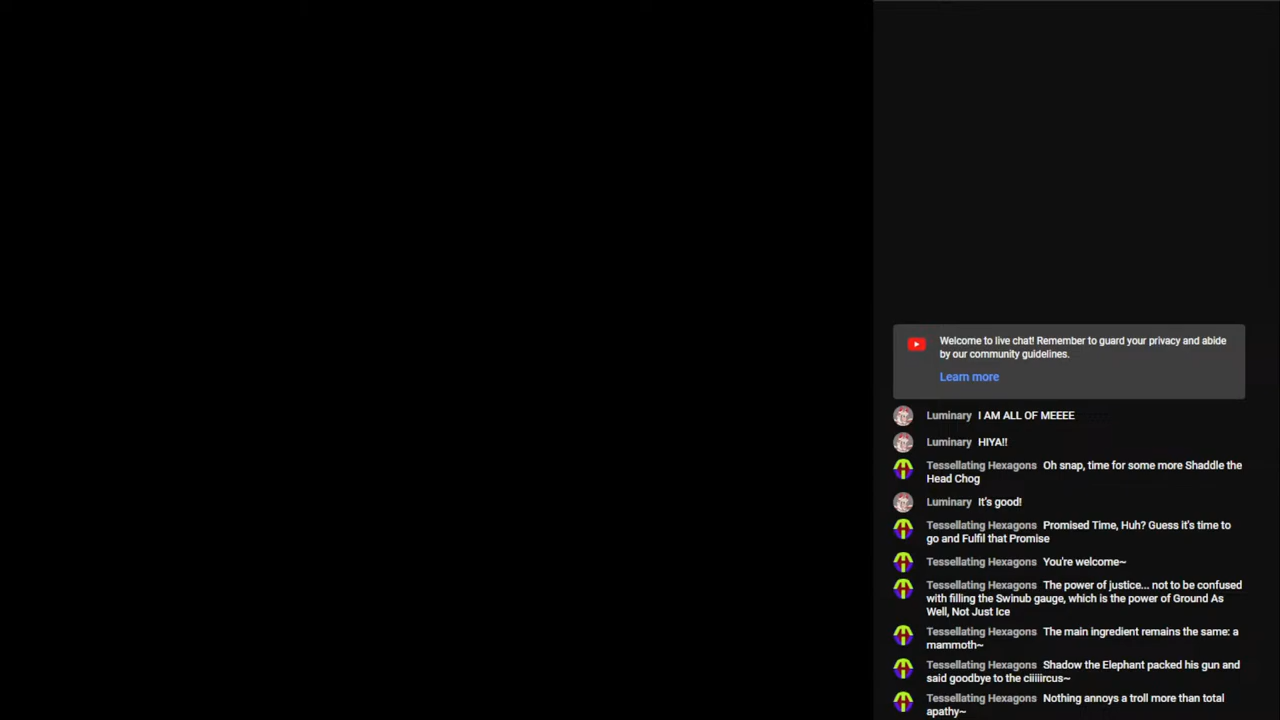 Welcome to live chat! Remember to guard your privacy and abide
by our community guidelines.
Learn more
Luminary I AM ALL OF MEEEE
Luminary HIYA!!
Tessellating Hexagons Oh snap, time for some more Shaddle the
Head Chog
Luminary It's good!
Tessellating Hexagons Promised Time, Huh? Guess it's time to
go and Fulfil that Promise
Tessellating Hexagons You're welcome~
Tessellating Hexagons The power of justice... not to be confused
with filling the Swinub gauge, which is the power of Ground As
Well, Not Just Ice
Tessellating Hexagons The main ingredient remains the same: a
mammoth~
Tessellating Hexagons Shadow the Elephant packed his gun and
said goodbye to the ciiiiircus~
Tessellating Hexagons Nothing annoys a troll more than total
apathy~